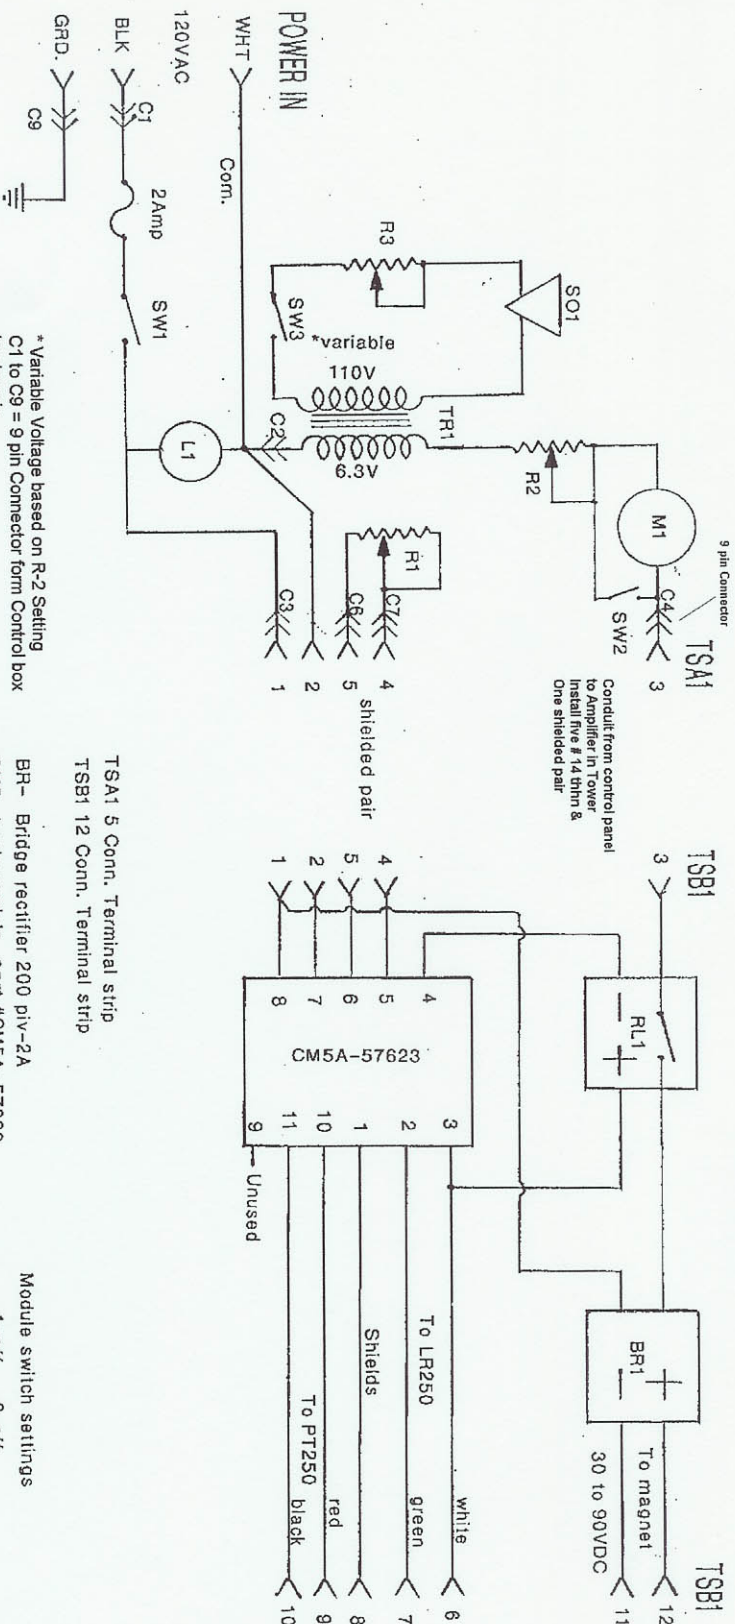 TSA1
9 pin Connector
M1
C4
3
SW2
SO1
R2
R3
TR1
R1
C7
4
C6
5
shielded pair
*variable
110V
6.3V
SW3
C2
POWER IN
WHT
Com.
L1
C3
2
1
120VAC
BLK
C1
2Amp
SW1
GRD.
C9
* Variable Voltage based on R-2 Setting
C1 to C9 = 9 pin Connector form Control box
Conduit from control panel
to Amplifier in Tower
Install five # 14 thhn &
One shielded pair
TSB1
3
RL1
BR1
TSB1
To magnet
12
30 to 90VDC
11
4
5
2
1
4
5
6
7
8
CM5A-57623
3
2
1
10
11
9
Unused
white
6
To LR250
green
7
Shields
8
red
9
To PT250
black
10
TSA1 5 Conn. Terminal strip
TSB1 12 Conn. Terminal strip
BR- Bridge rectifier 200 piv-2A
Module switch settings